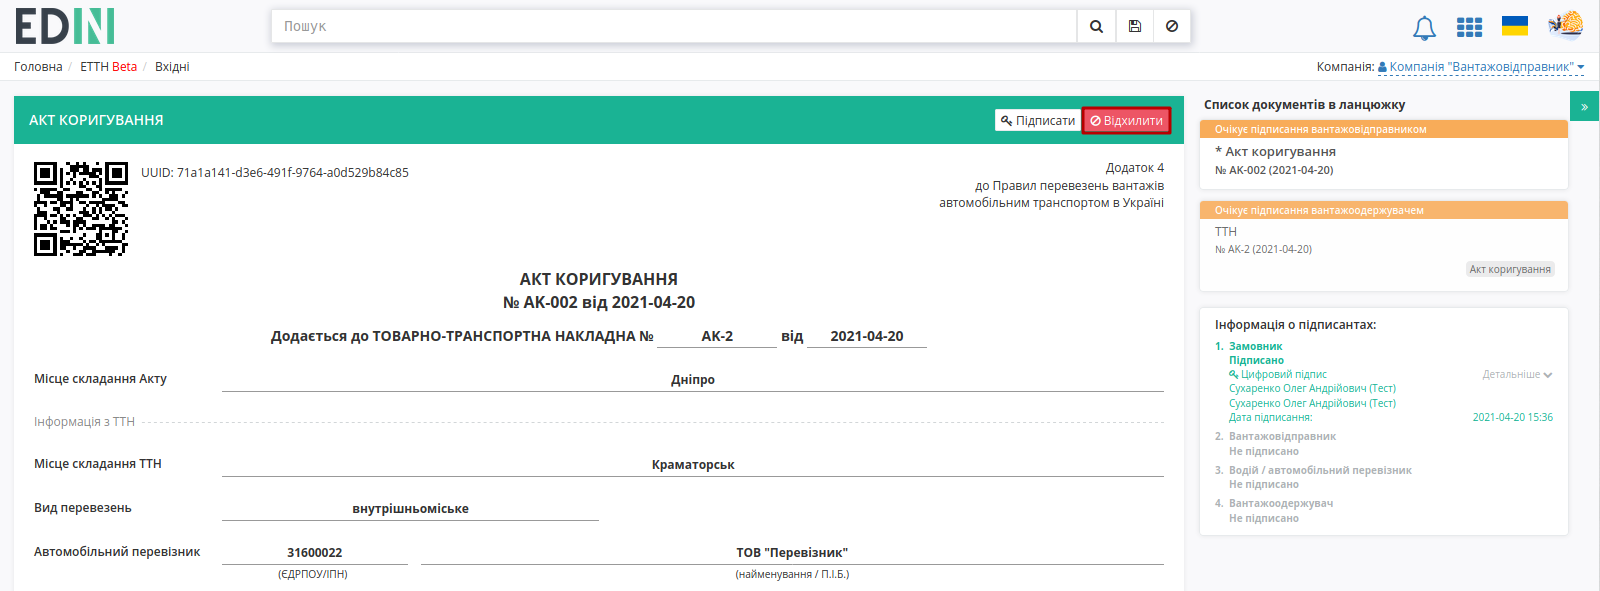 EDIN
Пошук
Головна / ЕТТН Beta / Вхідні
Компанія: Компанія "Вантажовідправник"
АКТ КОРИГУВАННЯ
Підписати
Відхилити
UUID: 71a1a141-d3e6-491f-9764-a0d529b84c85
Додаток 4
до Правил перевезень вантажів
автомобільним транспортом в Україні
АКТ КОРИГУВАННЯ
№ АК-002 від 2021-04-20
Додається до ТОВАРНО-ТРАНСПОРТНА НАКЛАДНА № АК-2 від 2021-04-20
Місце складання Акту Дніпро
Інформація з ТТН
Місце складання ТТН Краматорськ
Вид перевезень внутрішньоміське
Автомобільний перевізник 31600022 ТОВ "Перевізник"
(ЄДРПОУ/ІПН) (найменування / П.І.Б.)
Список документів в ланцюжку
»
Очікує підписання вантажовідправником
* Акт коригування
№ АК-002 (2021-04-20)
Очікує підписання вантажоодержувачем
ТТН
№ АК-2 (2021-04-20)
Акт коригування
Інформація о підписантах:
1. Замовник
Підписано
Цифровий підпис Детальніше
Сухаренко Олег Андрійович (Тест)
Сухаренко Олег Андрійович (Тест)
Дата підписання: 2021-04-20 15:36
2. Вантажовідправник
Не підписано
3. Водій / автомобільний перевізник
Не підписано
4. Вантажоодержувач
Не підписано